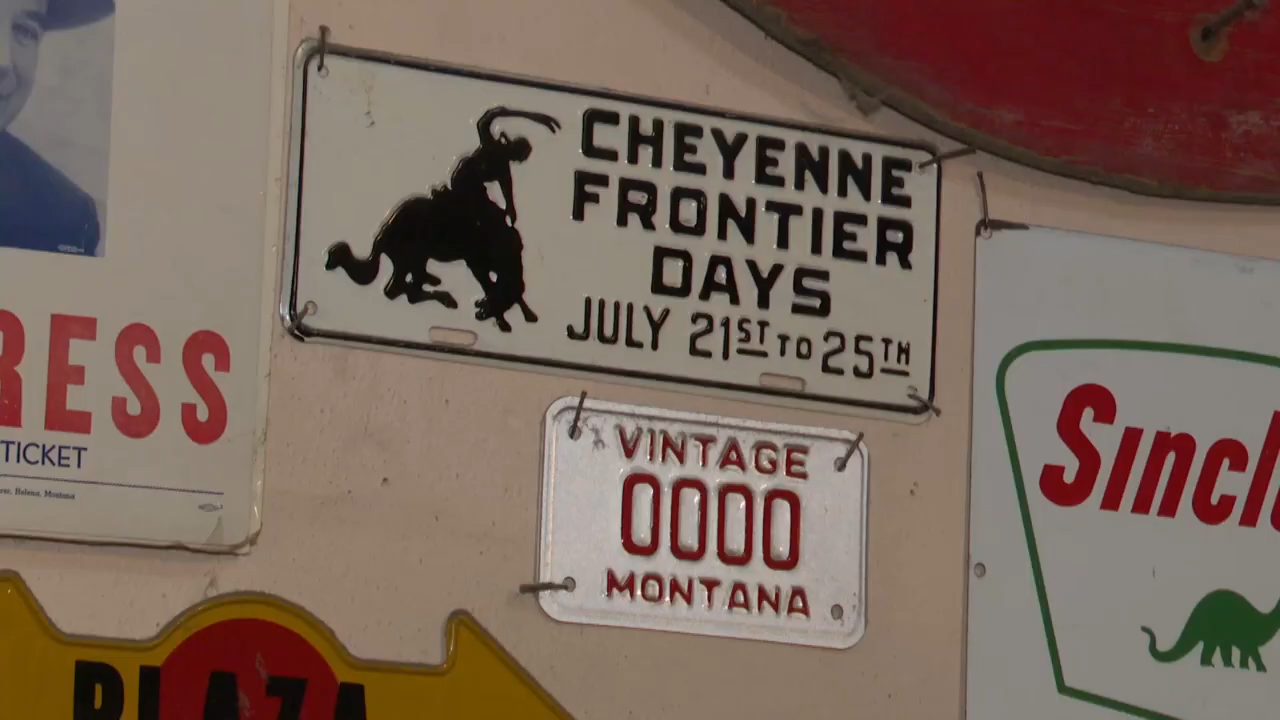 CHEYENNE
FRONTIER
DAYS
JULY 21ST TO 25TH
VINTAGE
0000
MONTANA
RESS
TICKET
Helena, Montana
Sincl
PLAZA